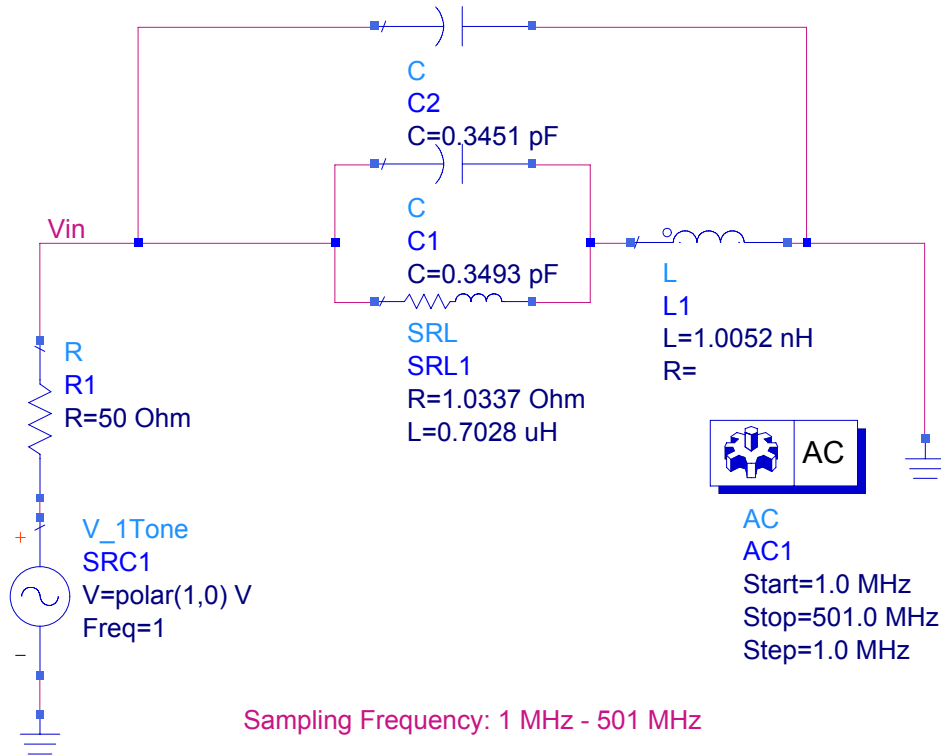 C
C2
C=0.3451 pF
C
C1
C=0.3493 pF
Vin
SRL
SRL1
R=1.0337 Ohm
L=0.7028 uH
L
L1
L=1.0052 nH
R=
R
R1
R=50 Ohm
AC
AC
AC1
Start=1.0 MHz
Stop=501.0 MHz
Step=1.0 MHz
+
V_1Tone
SRC1
V=polar(1,0) V
Freq=1
−
Sampling Frequency: 1 MHz - 501 MHz